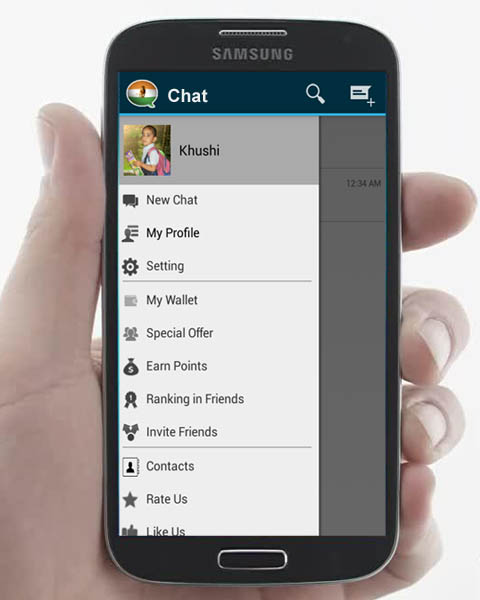 SAMSUNG
Chat
Khushi
12:34 AM
New Chat
My Profile
Setting
My Wallet
Special Offer
Earn Points
Ranking in Friends
Invite Friends
Contacts
Rate Us
Like Us